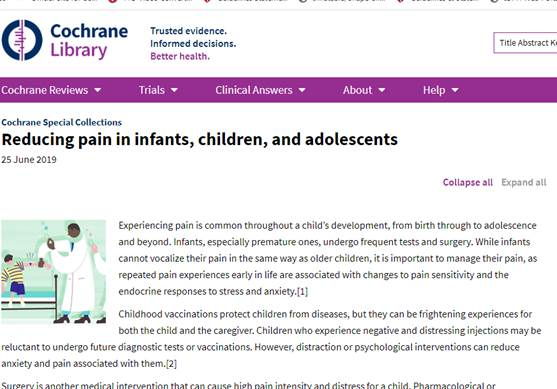 Cochrane
Library
Trusted evidence.
Informed decisions.
Better health.
Title Abstract Ke
Cochrane Reviews
Trials
Clinical Answers
About
Help
Cochrane Special Collections
Reducing pain in infants, children, and adolescents
25 June 2019
Collapse all Expand all
Experiencing pain is common throughout a child's development, from birth through to adolescence
and beyond. Infants, especially premature ones, undergo frequent tests and surgery. While infants
cannot vocalize their pain in the same way as older children, it is important to manage their pain, as
repeated pain experiences early in life are associated with changes to pain sensitivity and the
endocrine responses to stress and anxiety.[1]
Childhood vaccinations protect children from diseases, but they can be frightening experiences for
both the child and the caregiver. Children who experience negative and distressing injections may be
reluctant to undergo future diagnostic tests or vaccinations. However, distraction or psychological interventions can reduce
anxiety and pain associated with them.[2]
Surgery is another medical intervention that can cause high pain intensity and distress for a child. Pharmacological or